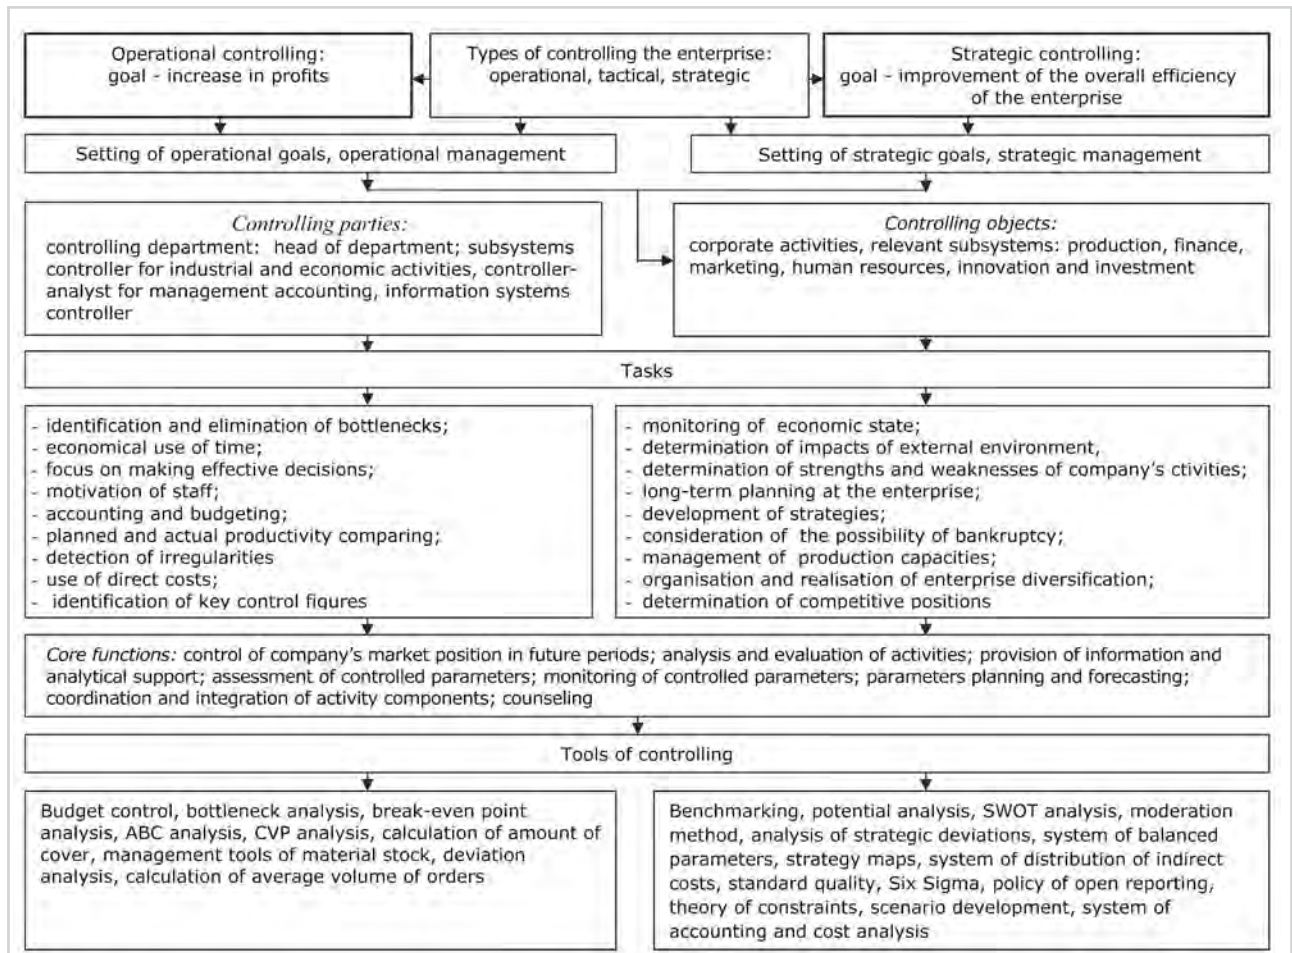 Operational controlling:
goal - increase in profits
Types of controlling the enterprise:
operational, tactical, strategic
Strategic controlling:
goal - improvement of the overall efficiency
of the enterprise
Setting of operational goals, operational management
Setting of strategic goals, strategic management
Controlling parties:
controlling department: head of department; subsystems
controller for industrial and economic activities, controller-
analyst for management accounting, information systems
controller
Controlling objects:
corporate activities, relevant subsystems: production, finance,
marketing, human resources, innovation and investment
Tasks
- identification and elimination of bottlenecks;
- economical use of time;
- focus on making effective decisions;
- motivation of staff;
- accounting and budgeting;
- planned and actual productivity comparing;
- detection of irregularities
- use of direct costs;
- identification of key control figures
- monitoring of economic state;
- determination of impacts of external environment,
- determination of strengths and weaknesses of company's ctivities;
- long-term planning at the enterprise;
- development of strategies;
- consideration of the possibility of bankruptcy;
- management of production capacities;
- organisation and realisation of enterprise diversification;
- determination of competitive positions
Core functions: control of company's market position in future periods; analysis and evaluation of activities; provision of information and
analytical support; assessment of controlled parameters; monitoring of controlled parameters; parameters planning and forecasting;
coordination and integration of activity components; counseling
Tools of controlling
Budget control, bottleneck analysis, break-even point
analysis, ABC analysis, CVP analysis, calculation of amount of
cover, management tools of material stock, deviation
analysis, calculation of average volume of orders
Benchmarking, potential analysis, SWOT analysis, moderation
method, analysis of strategic deviations, system of balanced
parameters, strategy maps, system of distribution of indirect
costs, standard quality, Six Sigma, policy of open reporting,
theory of constraints, scenario development, system of
accounting and cost analysis